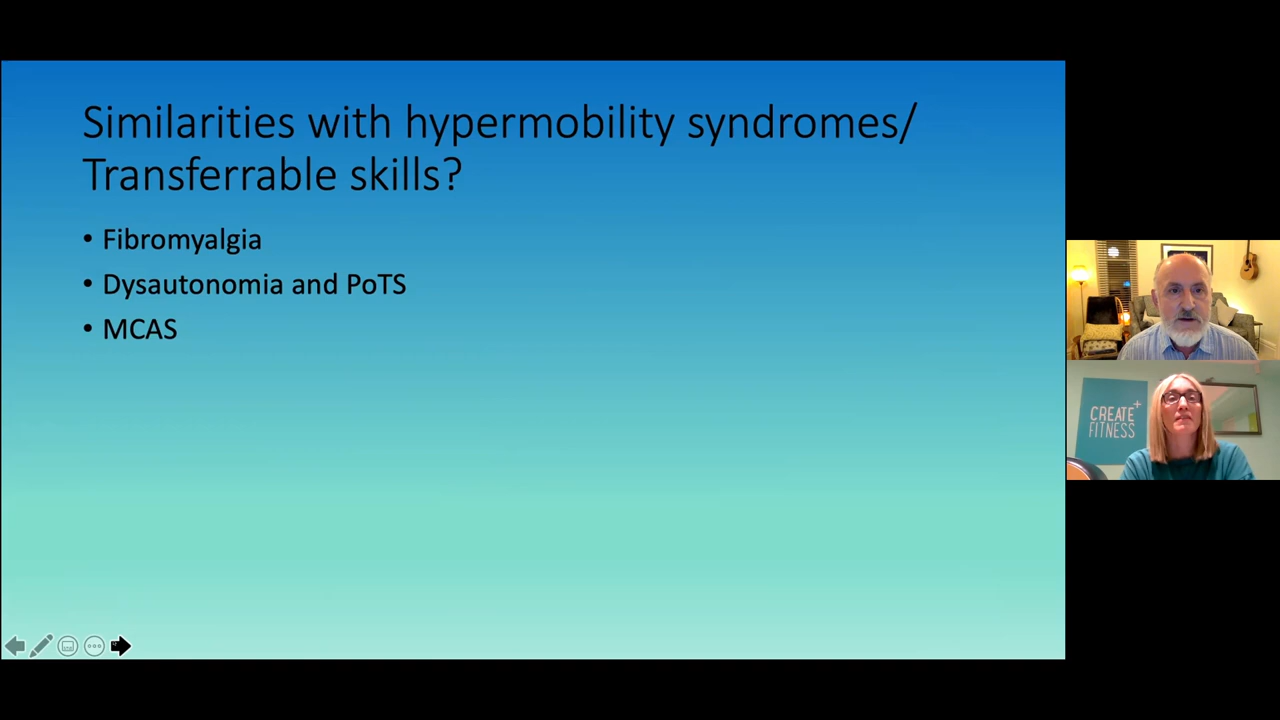 Similarities with hypermobility syndromes/
Transferrable skills?
• Fibromyalgia
• Dysautonomia and PoTS
• MCAS
CREATE+
FITNESS